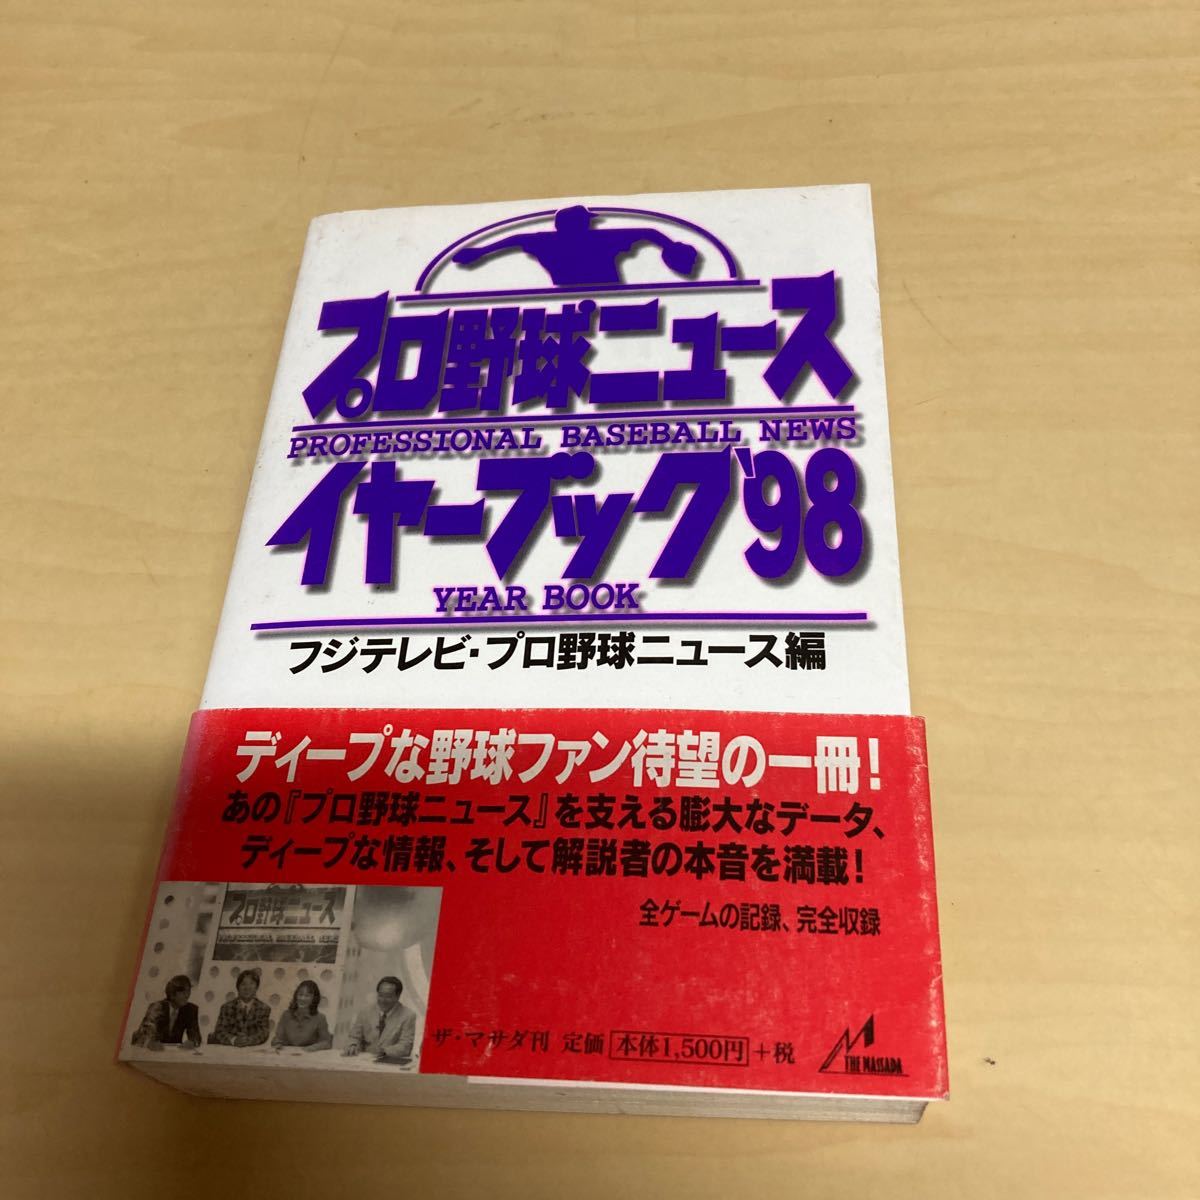 プロ野球ニュース
PROFESSIONAL BASEBALL NEWS
イヤーブック'98
YEAR BOOK
フジテレビ・プロ野球ニュース編
ディープな野球ファン待望の一冊!
あの『プロ野球ニュース』を支える膨大なデータ、
ディープな情報、そして解説者の本音を満載!
全ゲームの記録、完全収録
プロ野球ニュース
PROFESSIONAL BASEBALL NEWS
ザ・マサダ刊 定価 本体1,500円 +税
THE MASSADA